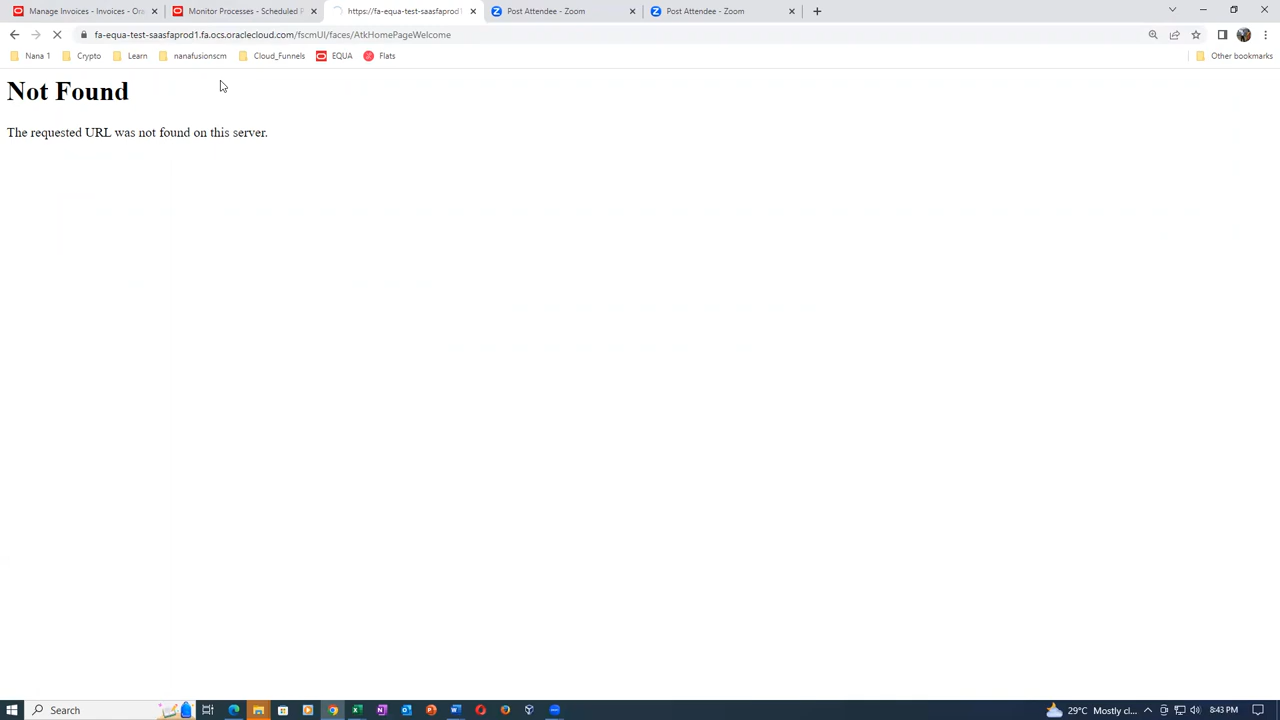 Manage Invoices - Invoices - Ora
Monitor Processes - Scheduled P
https://fa-equa-test-saasfaprod1
Post Attendee - Zoom
Post Attendee - Zoom
fa-equa-test-saasfaprod1.fa.ocs.oraclecloud.com/fscmUI/faces/AtkHomePageWelcome
Nana 1
Crypto
Learn
nanafusionscm
Cloud_Funnels
EQUA
Flats
Other bookmarks
Not Found
The requested URL was not found on this server.
Search
29°C Mostly cl...
8:43 PM